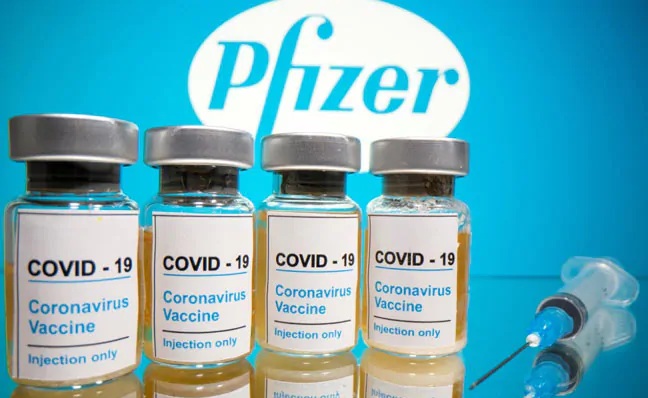 Pfizer
COVID - 19
Coronavirus
Vaccine
Injection only
COVID - 19
Coronavirus
Vaccine
Injection only
COVID - 19
Coronavirus
Vaccine
Injection only
COVID - 19
Coronavirus
Vaccine
Injection only